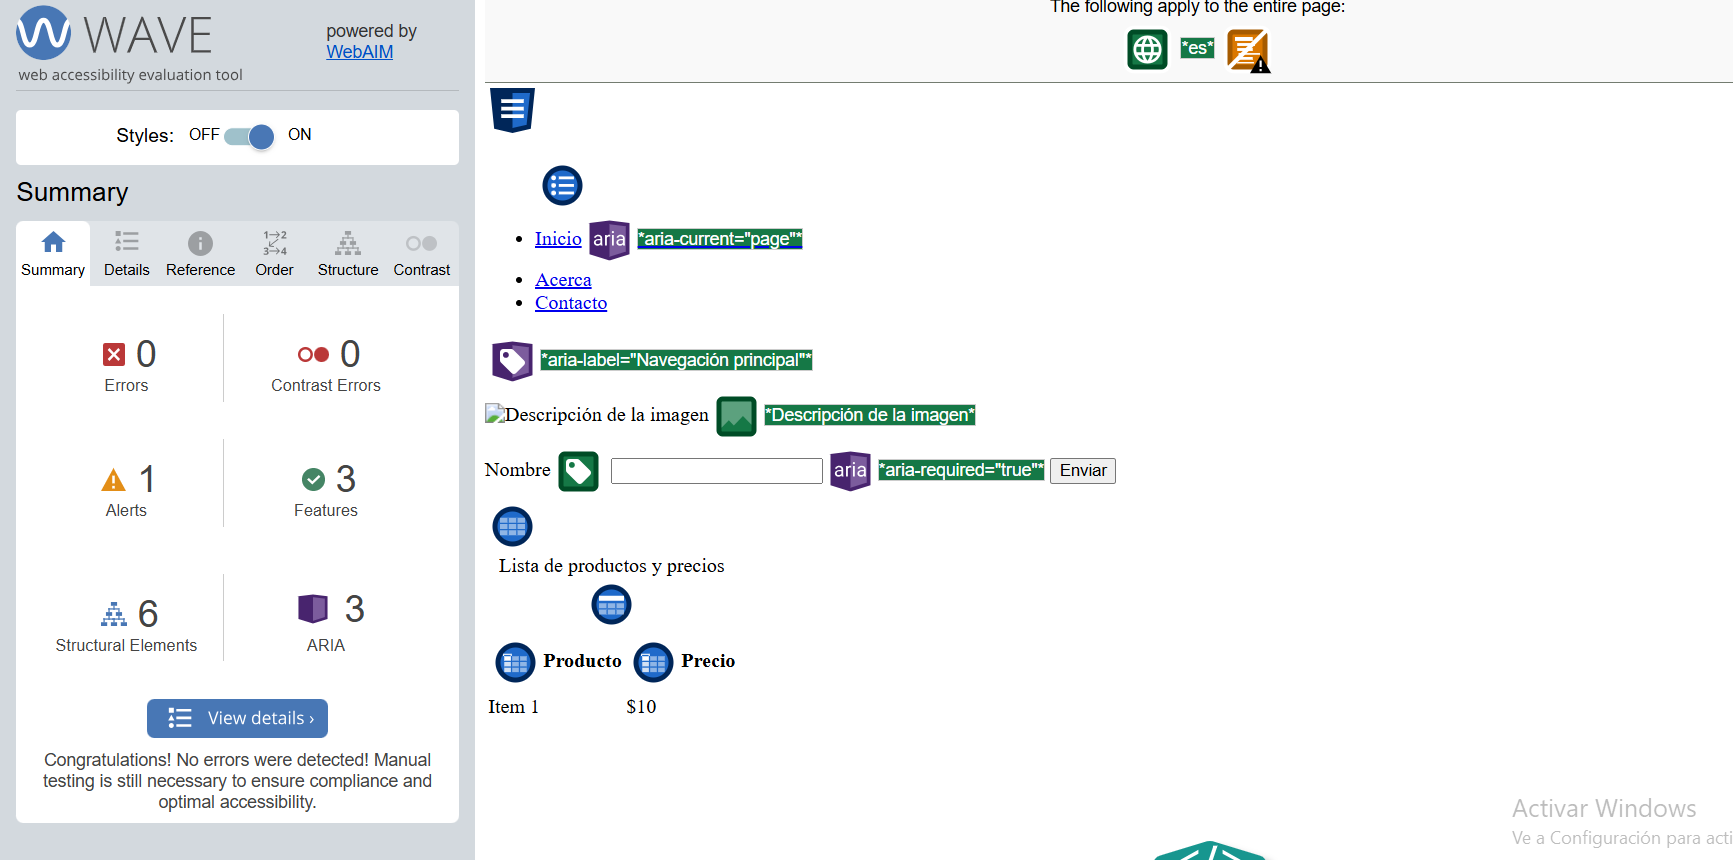 WAVE
powered by
WebAIM
web accessibility evaluation tool
Styles: OFF ON
Summary
Summary Details Reference Order Structure Contrast
0 0
Errors Contrast Errors
1 3
Alerts Features
6 3
Structural Elements ARIA
View details ›
Congratulations! No errors were detected! Manual
testing is still necessary to ensure compliance and
optimal accessibility.
The following apply to the entire page:
*es*
Inicio aria *aria-current="page"*
Acerca
Contacto
*aria-label="Navegación principal"*
Descripción de la imagen *Descripción de la imagen*
Nombre aria *aria-required="true"* Enviar
Lista de productos y precios
Producto Precio
Item 1 $10
Activar Windows
Ve a Configuración para acti